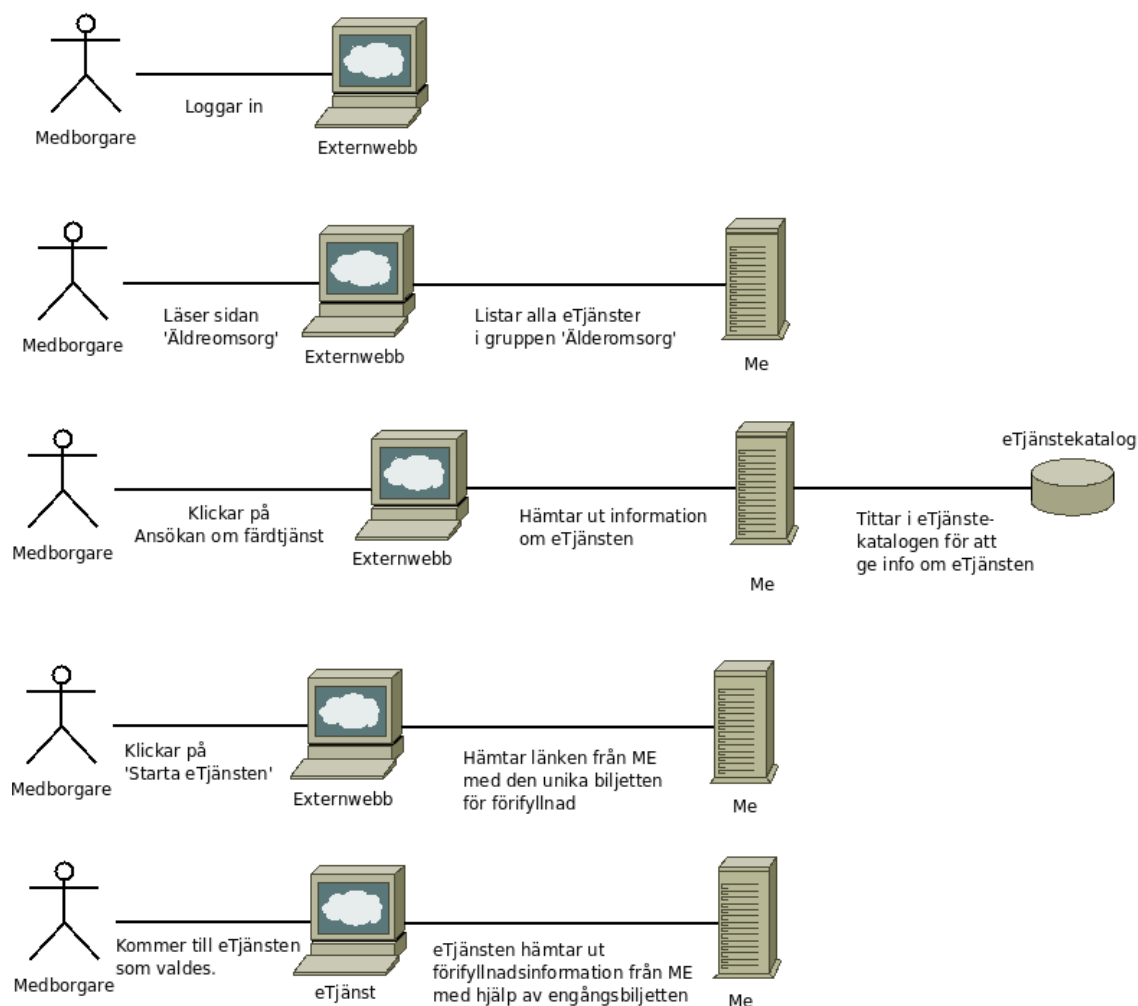 Loggar in
Medborgare
Externwebb
Läser sidan
'Äldreomsorg'
Listar alla eTjänster
i gruppen 'Älderomsorg'
Medborgare
Externwebb
Me
eTjänstekatalog
Klickar på
Ansökan om färdtjänst
Hämtar ut information
om eTjänsten
Tittar i eTjänste-
katalogen för att
ge info om eTjänsten
Medborgare
Externwebb
Me
Klickar på
'Starta eTjänsten'
Hämtar länken från ME
med den unika biljetten
för förifyllnad
Medborgare
Externwebb
Me
Kommer till eTjänsten
som valdes.
eTjänsten hämtar ut
förifyllnadsinformation från ME
med hjälp av engångsbiljetten
Medborgare
eTjänst
Me